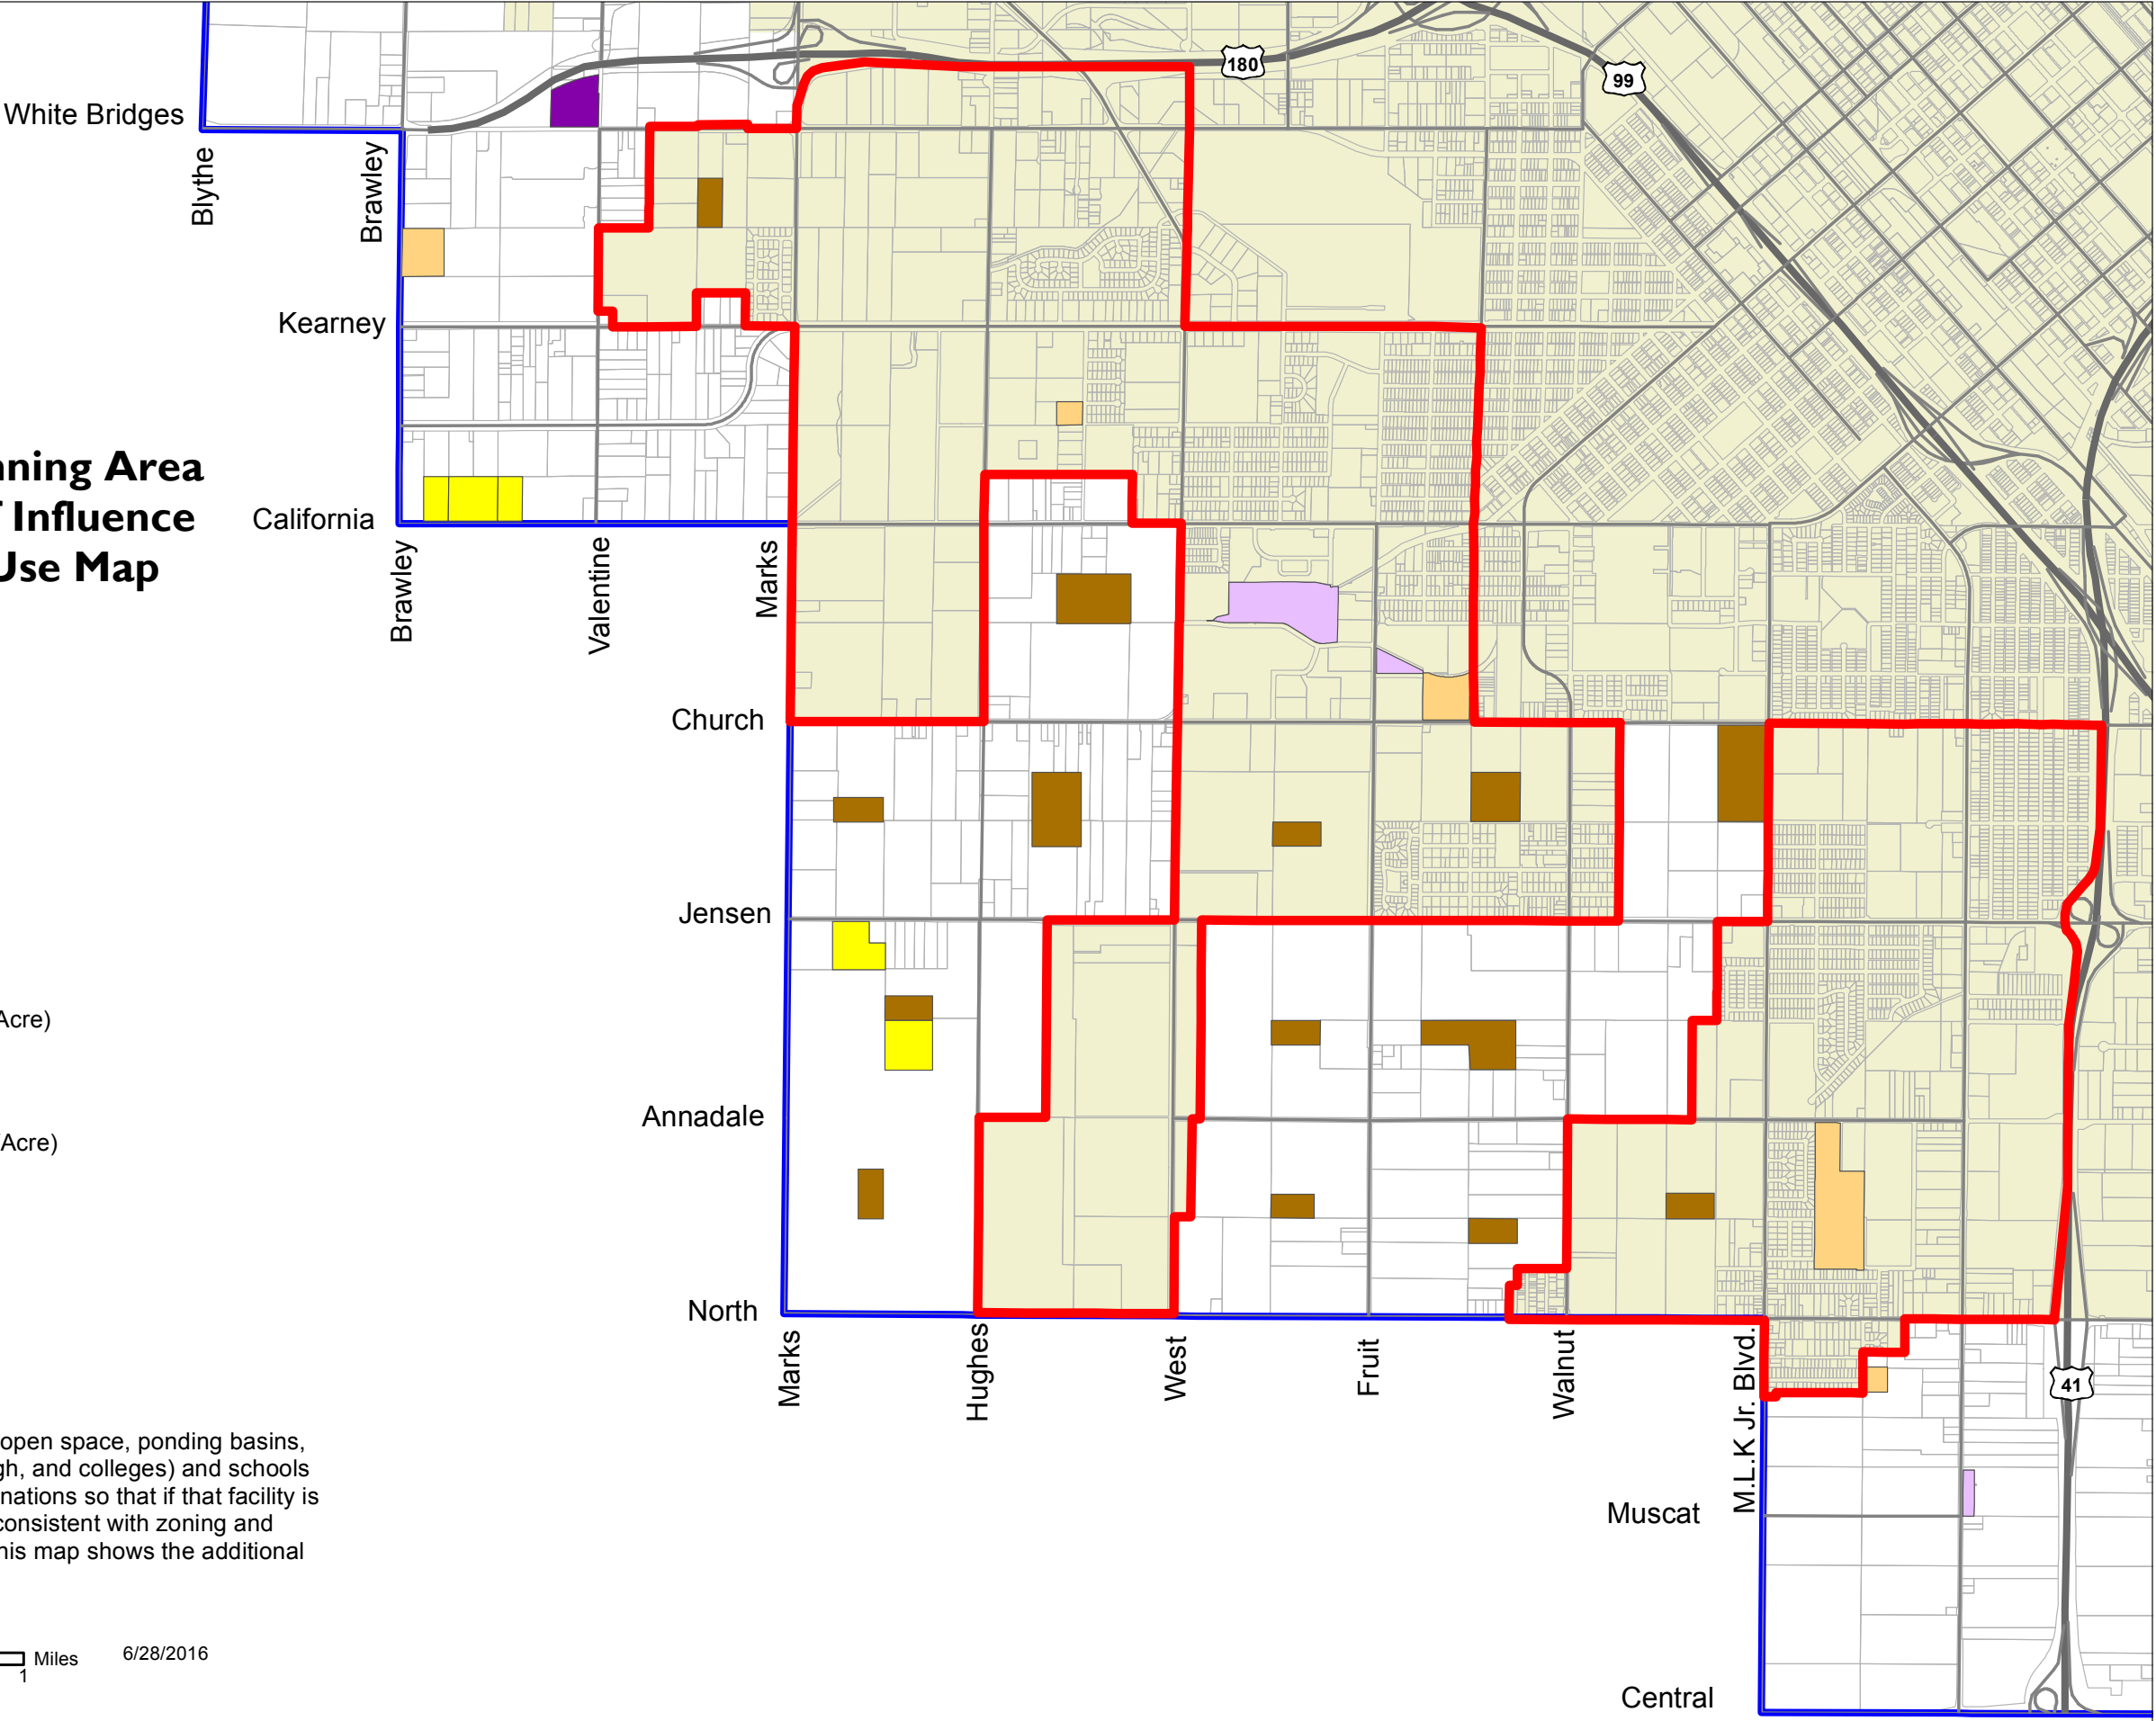 180
99
White Bridges
Blythe
Brawley
Kearney
ning Area
Influence
Use Map
California
Brawley
Valentine
Marks
Church
Jensen
Acre)
Annadale
Acre)
North
Marks
Hughes
West
Fruit
Walnut
M.L.K Jr. Blvd.
41
open space, ponding basins,
gh, and colleges) and schools
nations so that if that facility is
consistent with zoning and
his map shows the additional
Muscat
Miles
1
6/28/2016
Central